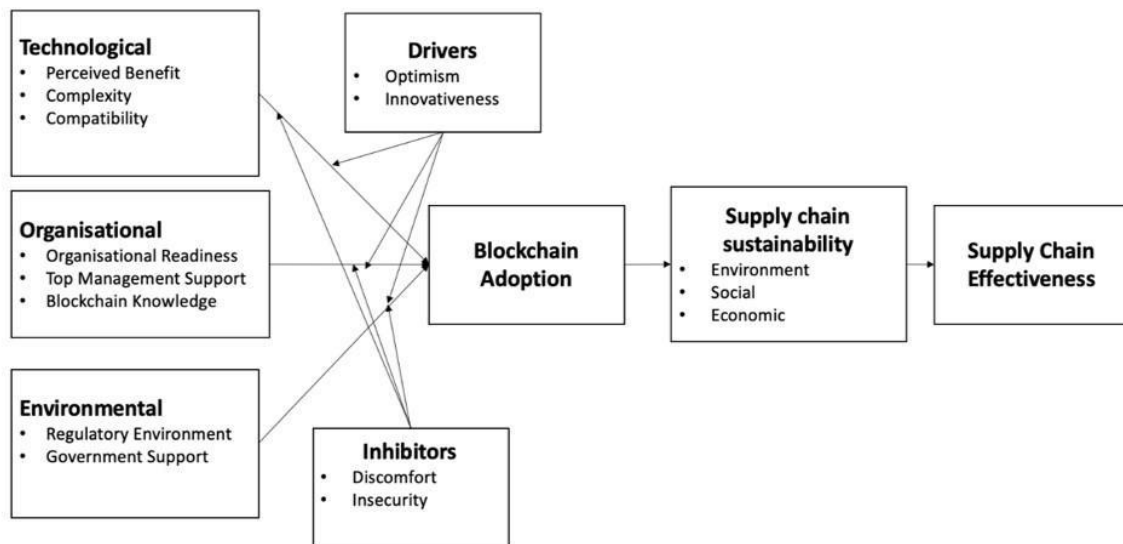 Technological
• Perceived Benefit
• Complexity
• Compatibility
Drivers
• Optimism
• Innovativeness
Organisational
• Organisational Readiness
• Top Management Support
• Blockchain Knowledge
Blockchain
Adoption
Supply chain
sustainability
• Environment
• Social
• Economic
Supply Chain
Effectiveness
Environmental
• Regulatory Environment
• Government Support
Inhibitors
• Discomfort
• Insecurity